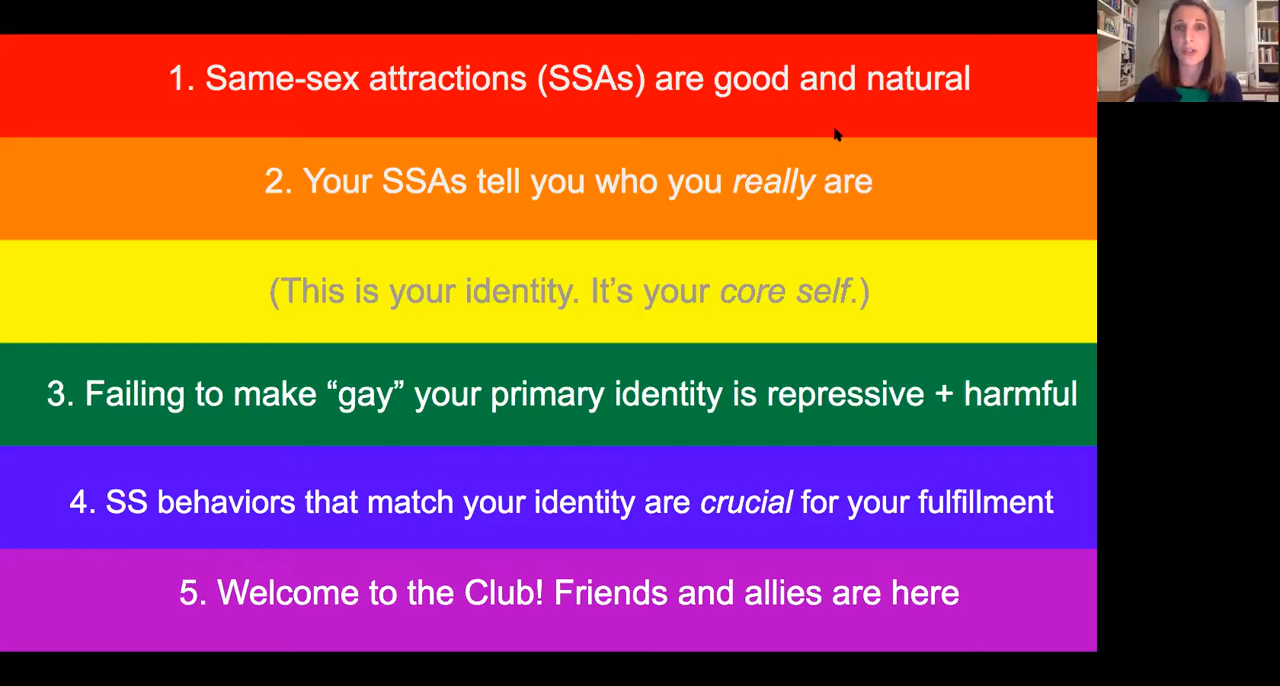 1. Same-sex attractions (SSAs) are good and natural
2. Your SSAs tell you who you really are
(This is your identity. It’s your core self.)
3. Failing to make “gay” your primary identity is repressive + harmful
4. SS behaviors that match your identity are crucial for your fulfillment
5. Welcome to the Club! Friends and allies are here